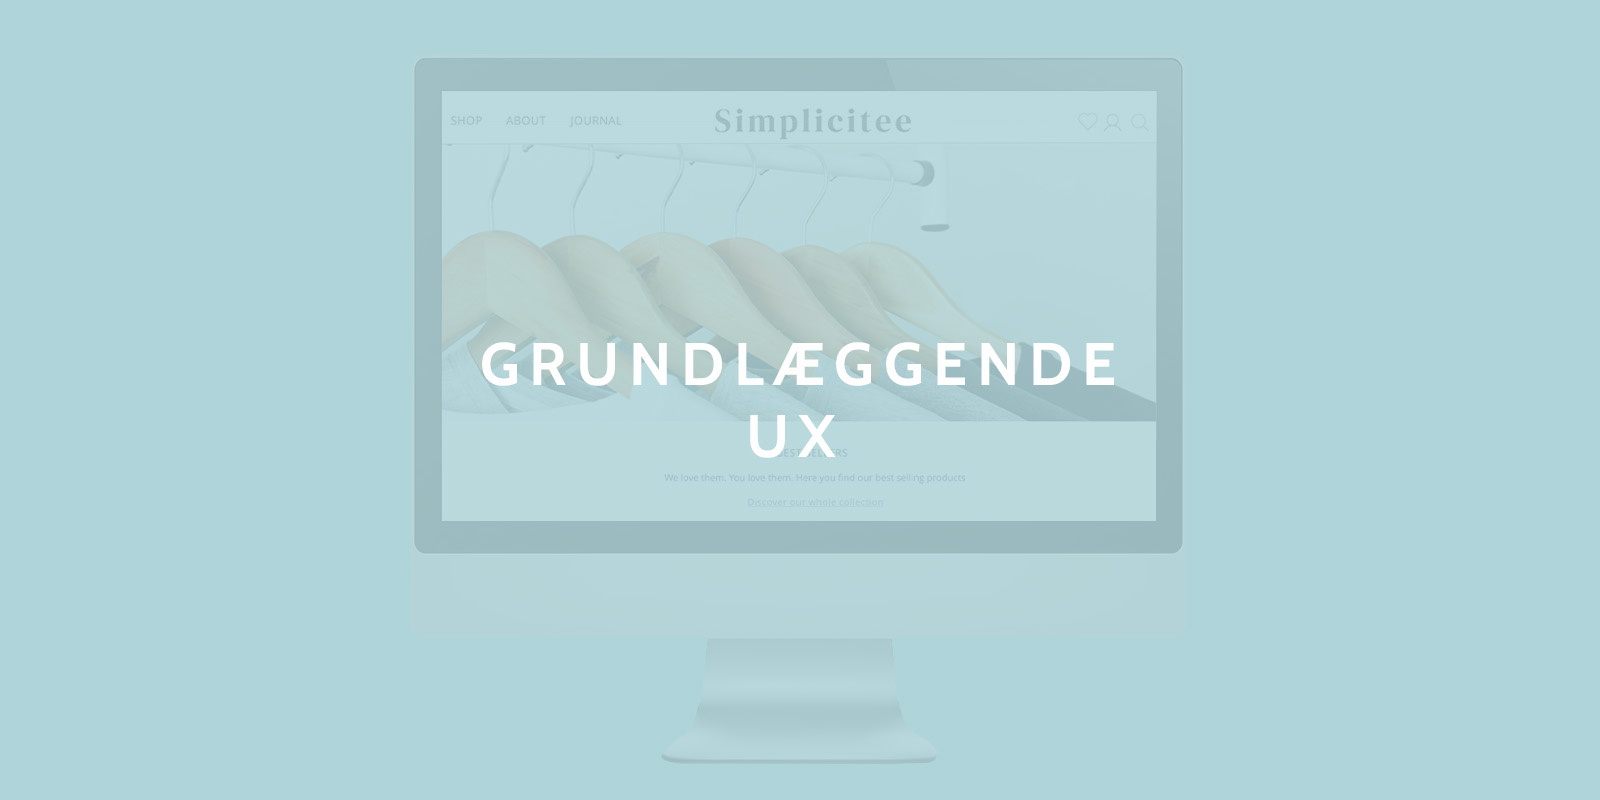 SHOP ABOUT JOURNAL Simplicitee
GRUNDLÆGGENDE
UX
BEST SELLERS
We love them. You love them. Here you find our best selling products
Discover our whole collection